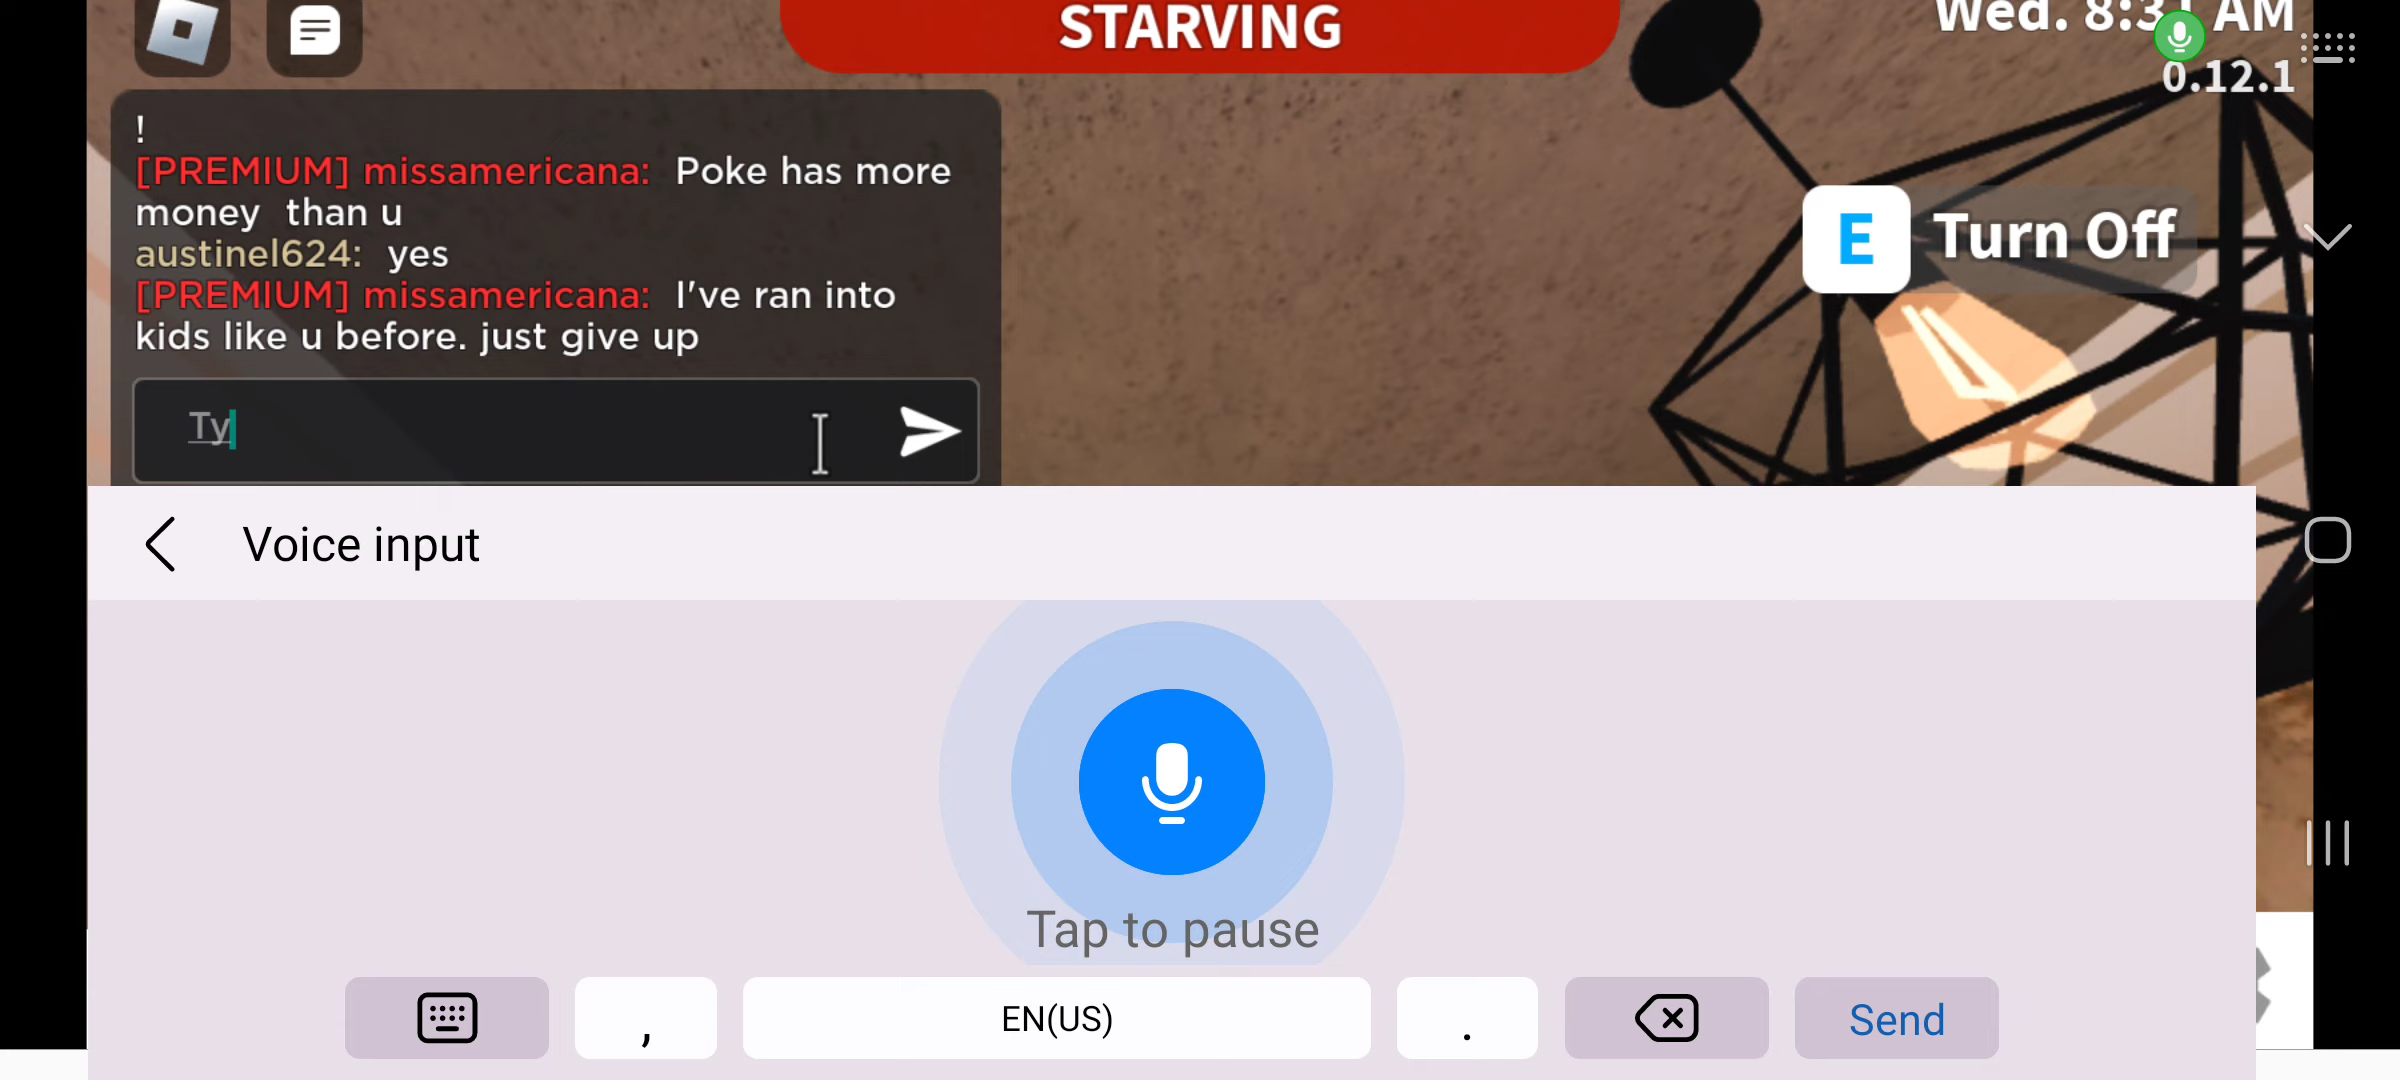 STARVING
Wed. 8:31 AM
0.12.1
!
[PREMIUM] missamericana: Poke has more
money than u
austinel624: yes
[PREMIUM] missamericana: I've ran into
kids like u before. just give up
Ty
E Turn Off
Voice input
Tap to pause
, EN(US) . Send